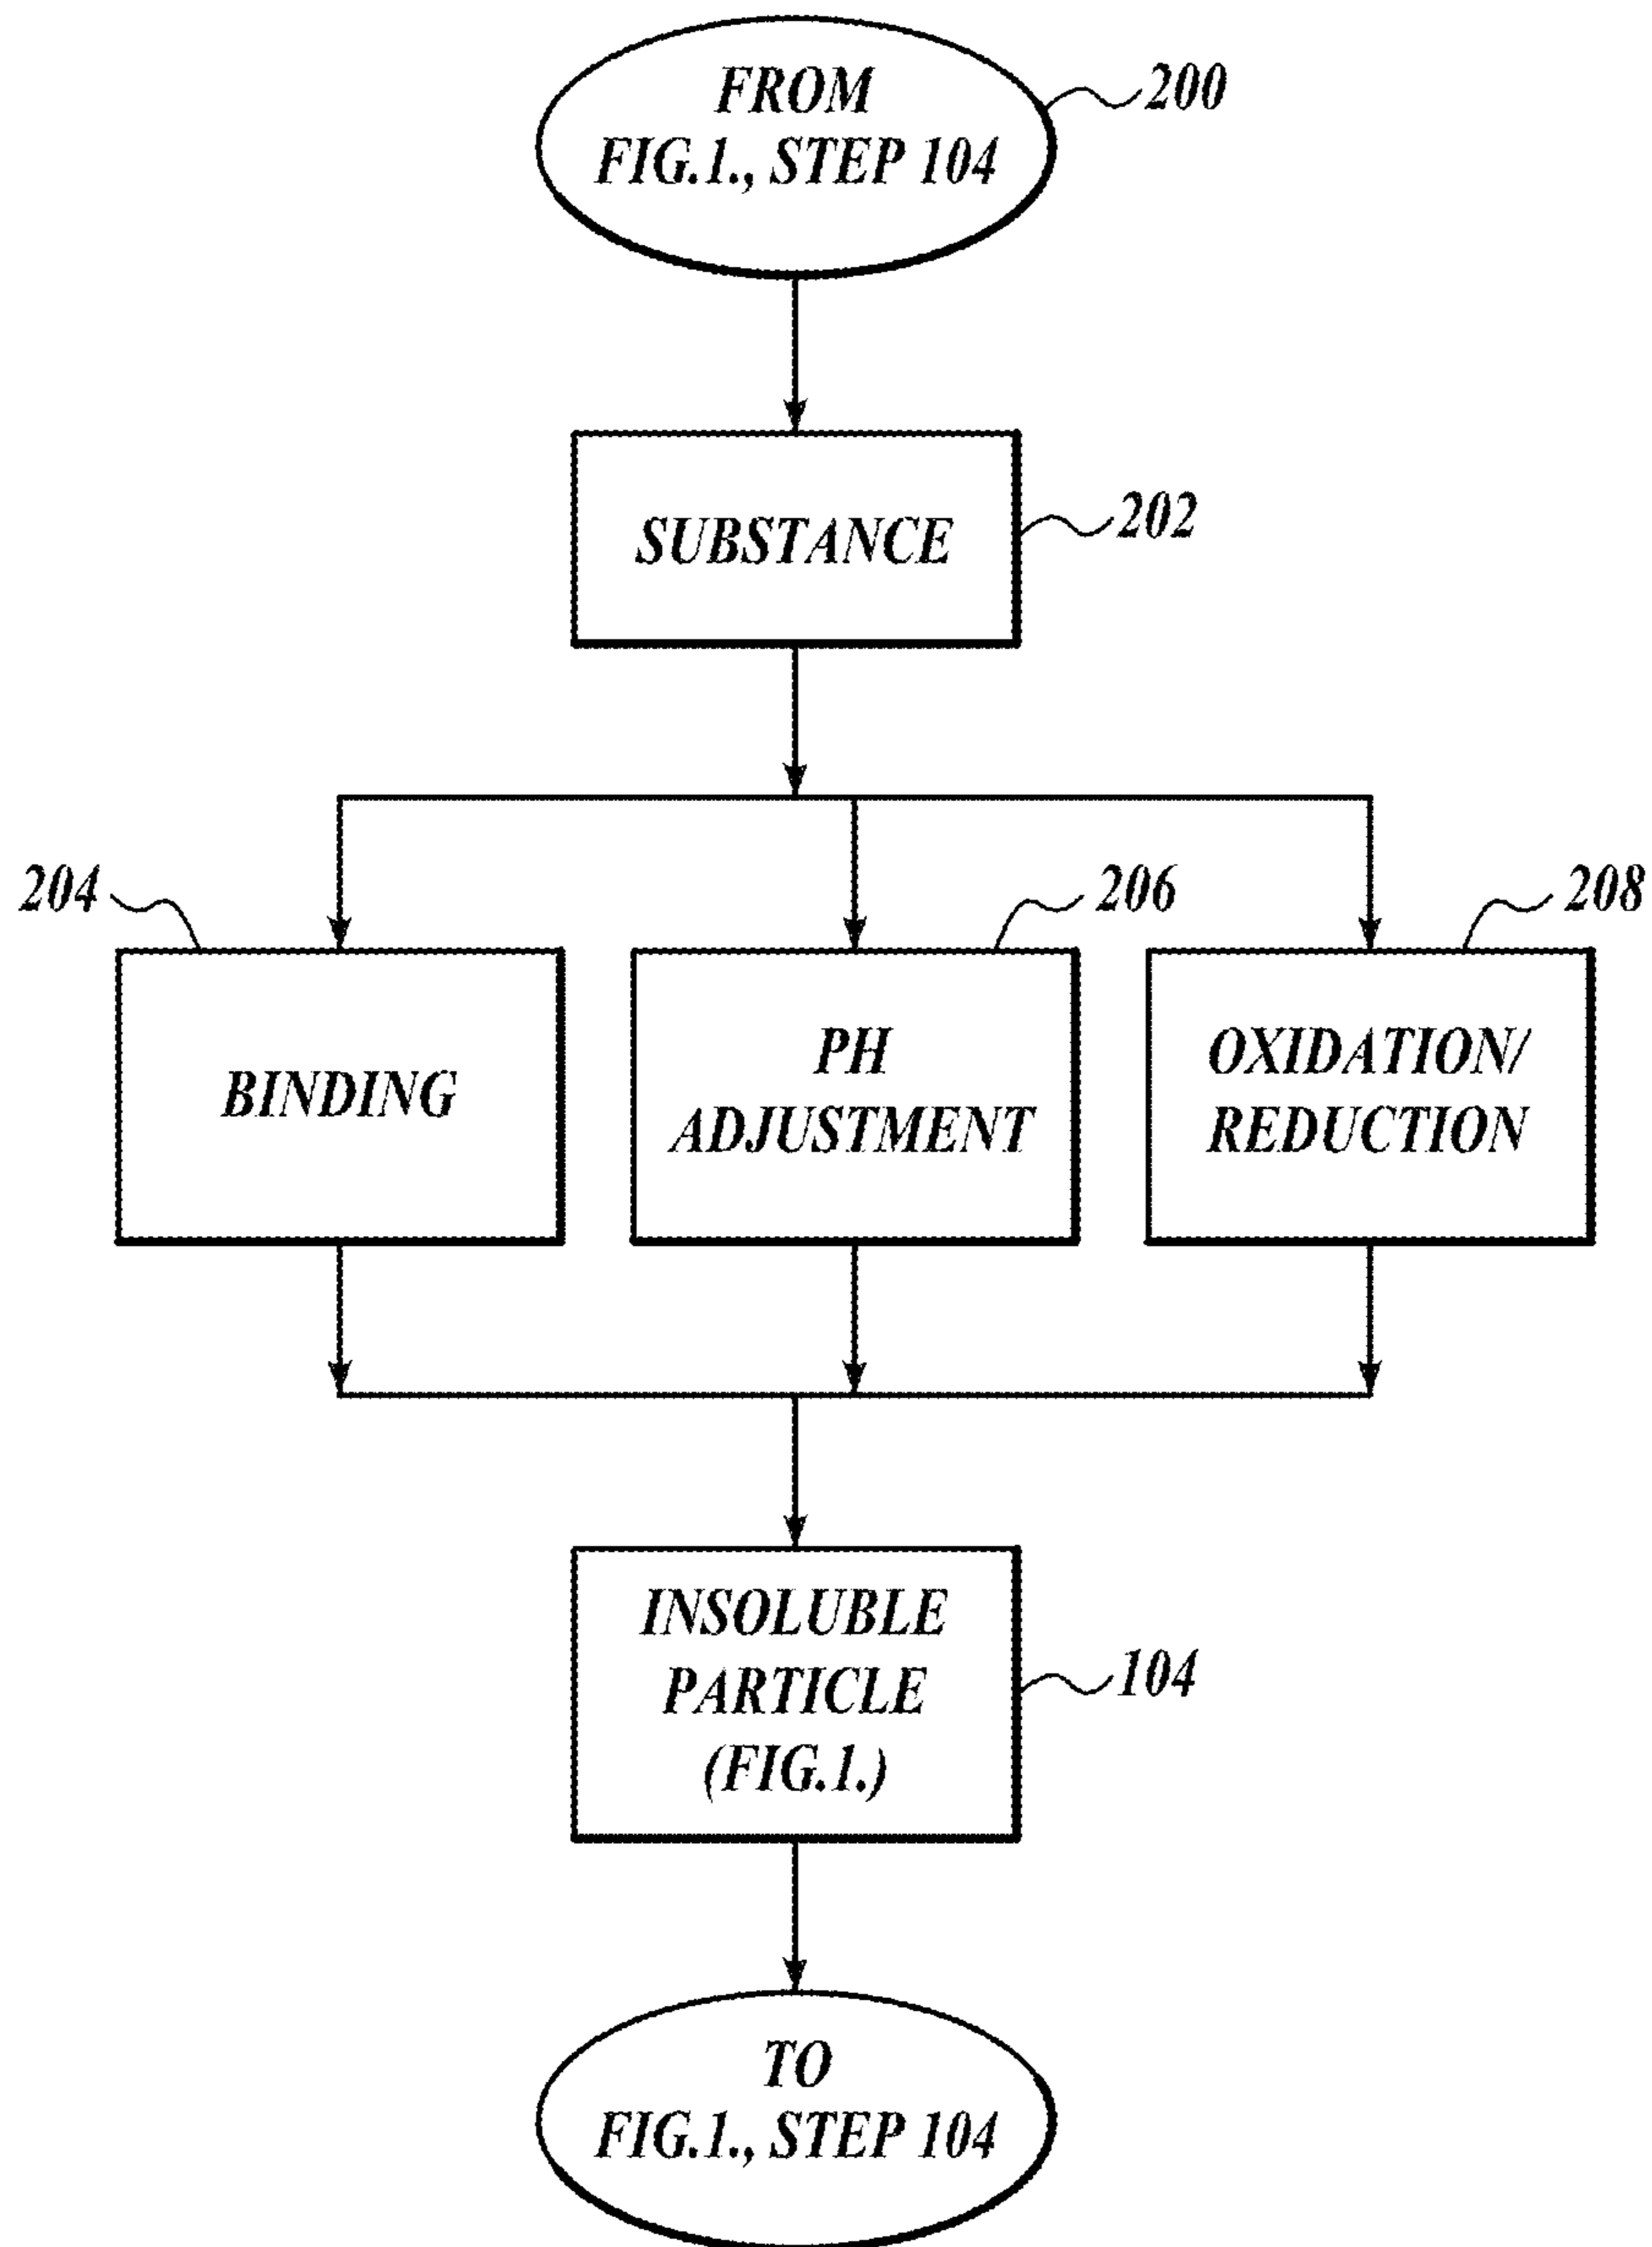 FROM
FIG.1., STEP 104
200
SUBSTANCE
202
204
206
208
BINDING
PH
ADJUSTMENT
OXIDATION/
REDUCTION
INSOLUBLE
PARTICLE
(FIG.1.)
104
TO
FIG.1., STEP 104